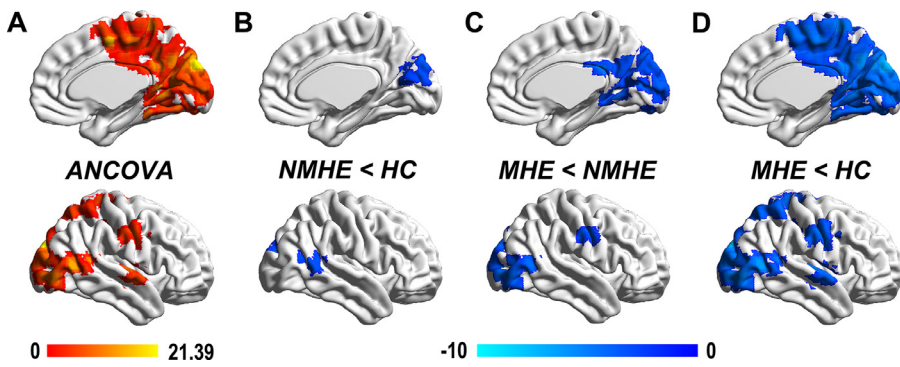 A B C D
ANCOVA NMHE < HC MHE < NMHE MHE < HC
0 21.39 -10 0